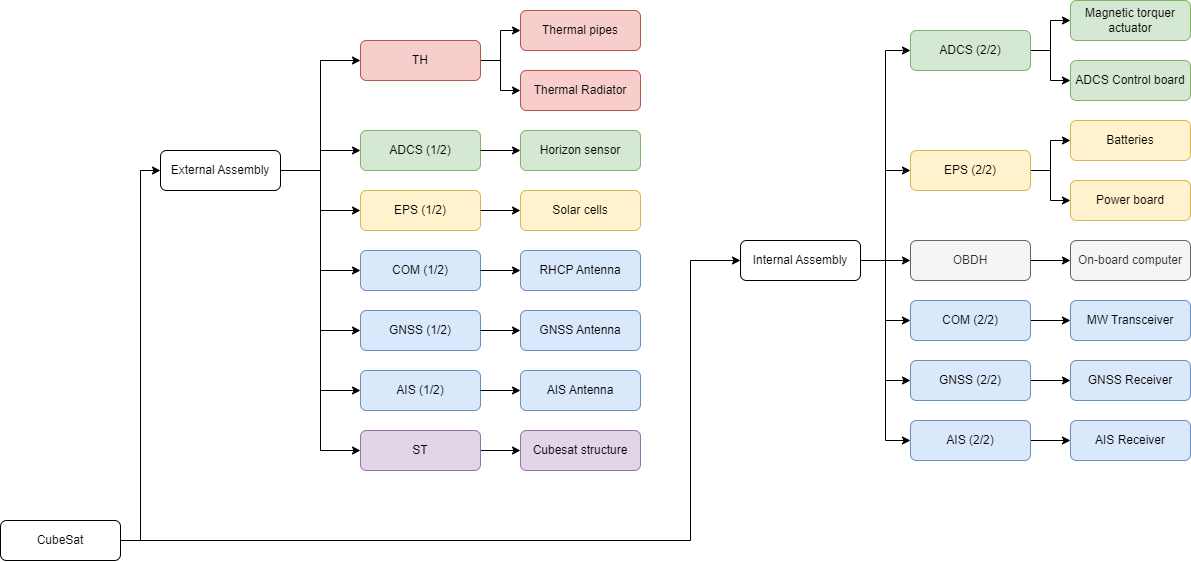 CubeSat
External Assembly
TH
Thermal pipes
Thermal Radiator
ADCS (1/2)
Horizon sensor
EPS (1/2)
Solar cells
COM (1/2)
RHCP Antenna
GNSS (1/2)
GNSS Antenna
AIS (1/2)
AIS Antenna
ST
Cubesat structure
Internal Assembly
ADCS (2/2)
Magnetic torquer
actuator
ADCS Control board
EPS (2/2)
Batteries
Power board
OBDH
On-board computer
COM (2/2)
MW Transceiver
GNSS (2/2)
GNSS Receiver
AIS (2/2)
AIS Receiver